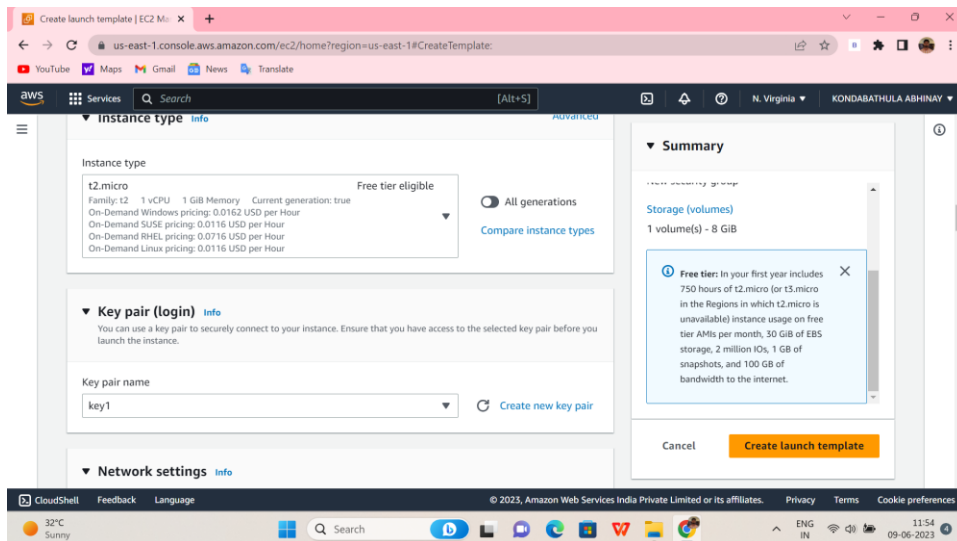 Create launch template | EC2 Ma
us-east-1.console.aws.amazon.com/ec2/home?region=us-east-1#CreateTemplate:
YouTube Maps Gmail News Translate
aws Services Search [Alt+S] N. Virginia KONDABATHULA ABHINAY
Instance type Info
Advanced
Instance type
t2.micro Free tier eligible
Family: t2 1 vCPU 1 GiB Memory Current generation: true
On-Demand Windows pricing: 0.0162 USD per Hour
On-Demand SUSE pricing: 0.0116 USD per Hour
On-Demand RHEL pricing: 0.0716 USD per Hour
On-Demand Linux pricing: 0.0116 USD per Hour
All generations
Compare instance types
Key pair (login) Info
You can use a key pair to securely connect to your instance. Ensure that you have access to the selected key pair before you
launch the instance.
Key pair name
key1
Create new key pair
Network settings Info
Summary
New security group
Storage (volumes)
1 volume(s) - 8 GiB
Free tier: In your first year includes
750 hours of t2.micro (or t3.micro
in the Regions in which t2.micro is
unavailable) instance usage on free
tier AMIs per month, 30 GiB of EBS
storage, 2 million IOs, 1 GB of
snapshots, and 100 GB of
bandwidth to the internet.
Cancel Create launch template
CloudShell Feedback Language © 2023, Amazon Web Services India Private Limited or its affiliates. Privacy Terms Cookie preferences
32°C
Sunny
Search
ENG
IN
11:54
09-06-2023
4